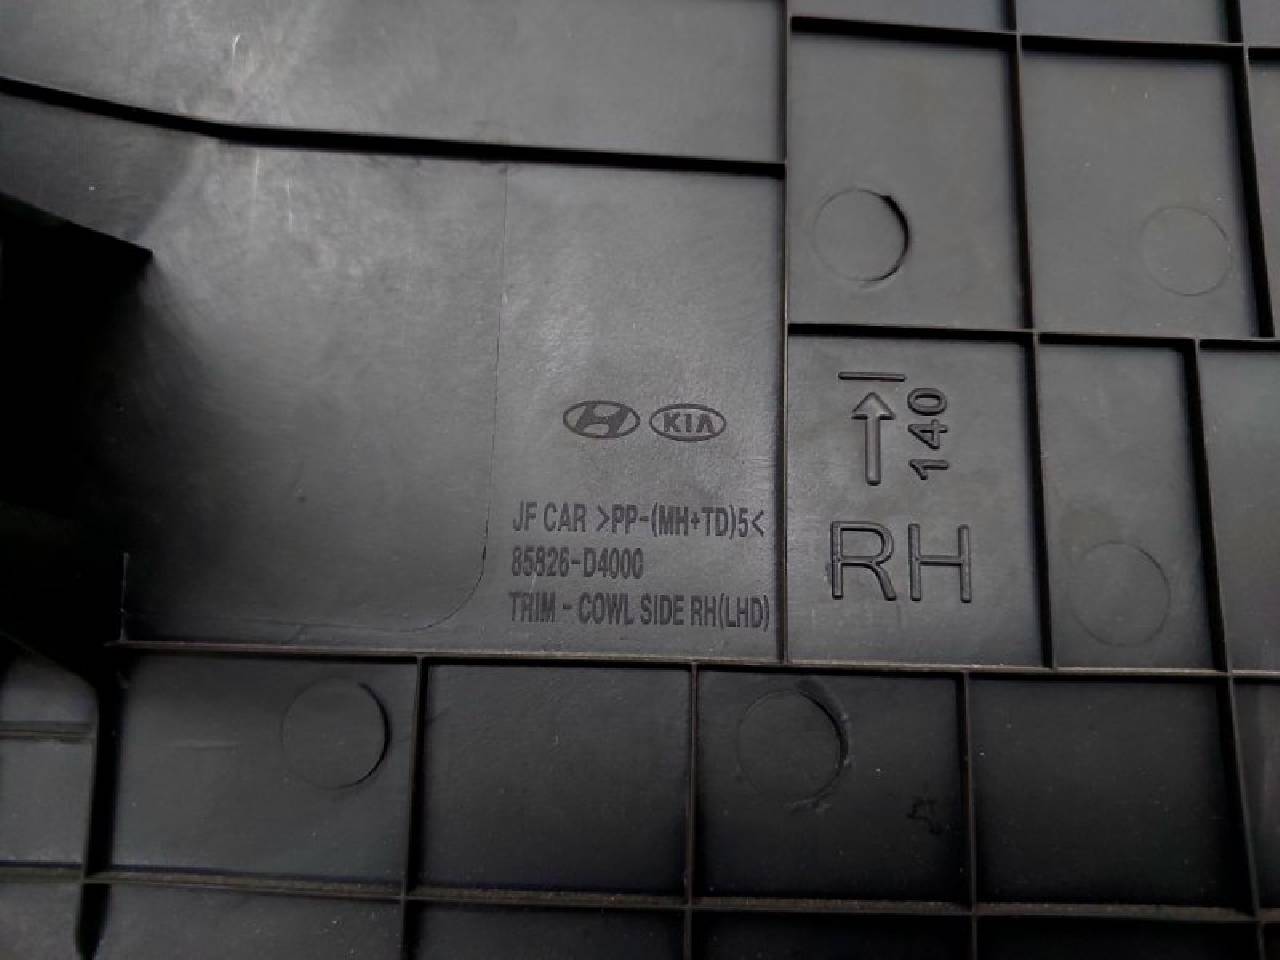 KIA
JF CAR >PP-(MH+TD)5<
85826-D4000
TRIM - COWL SIDE RH(LHD)
140
RH